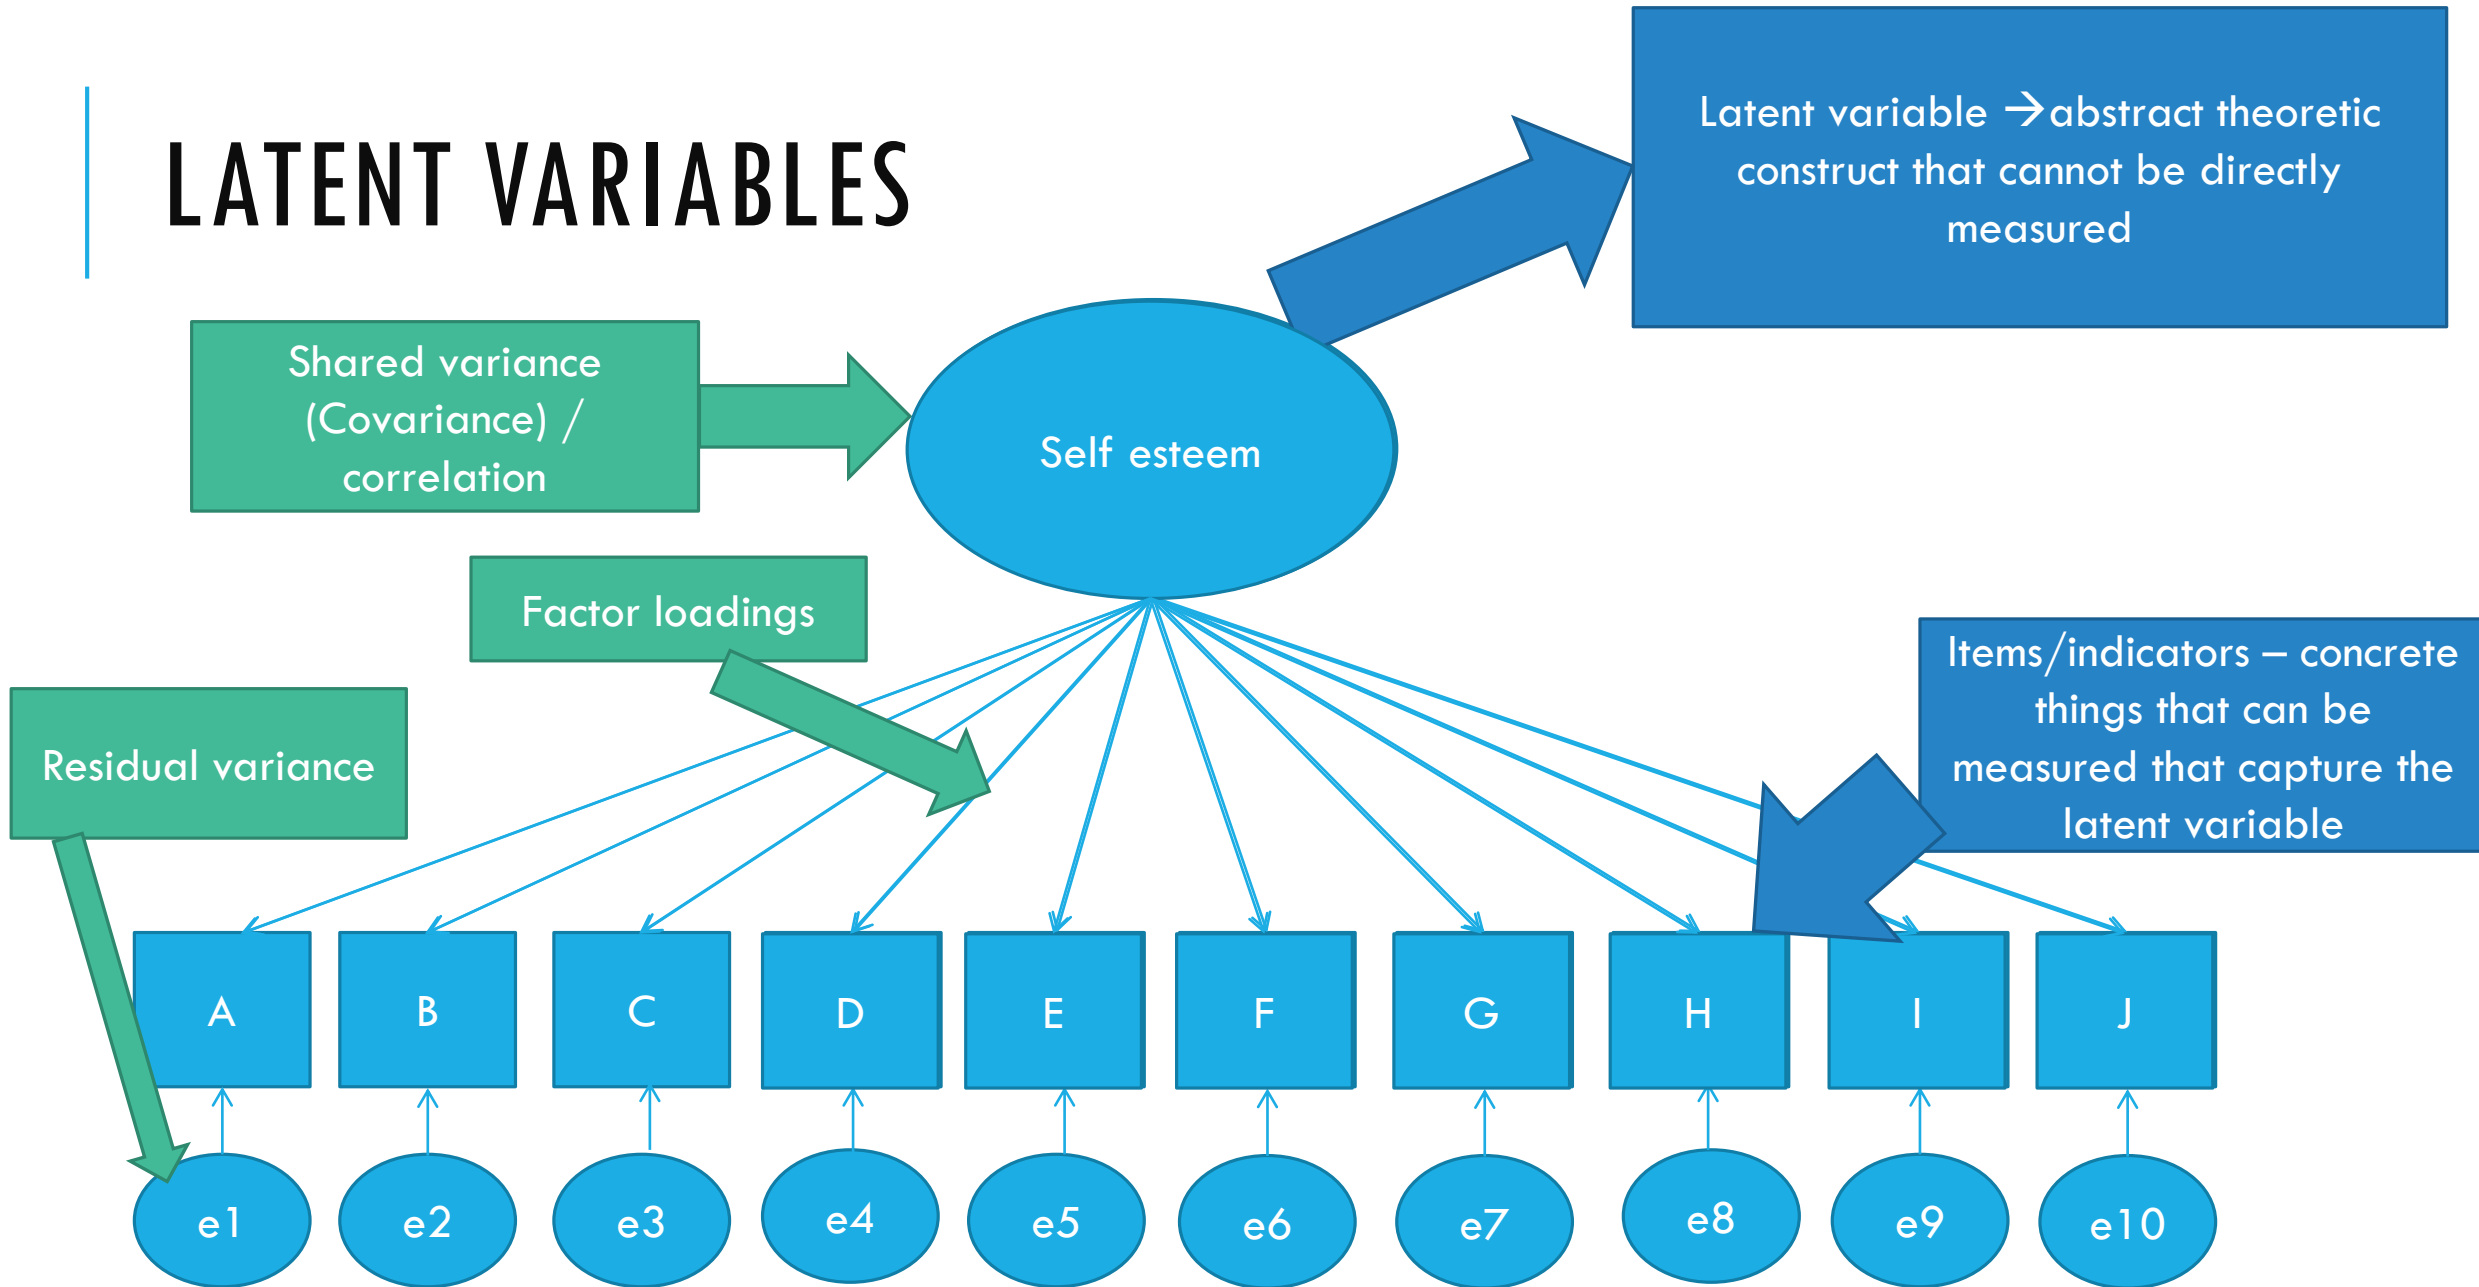 LATENT VARIABLES
Latent variable →abstract theoretic
construct that cannot be directly
measured
Shared variance
(Covariance) /
correlation
Self esteem
Factor loadings
Items/indicators – concrete
things that can be
measured that capture the
latent variable
Residual variance
A B C D E F G H I J
e1 e2 e3 e4 e5 e6 e7 e8 e9 e10